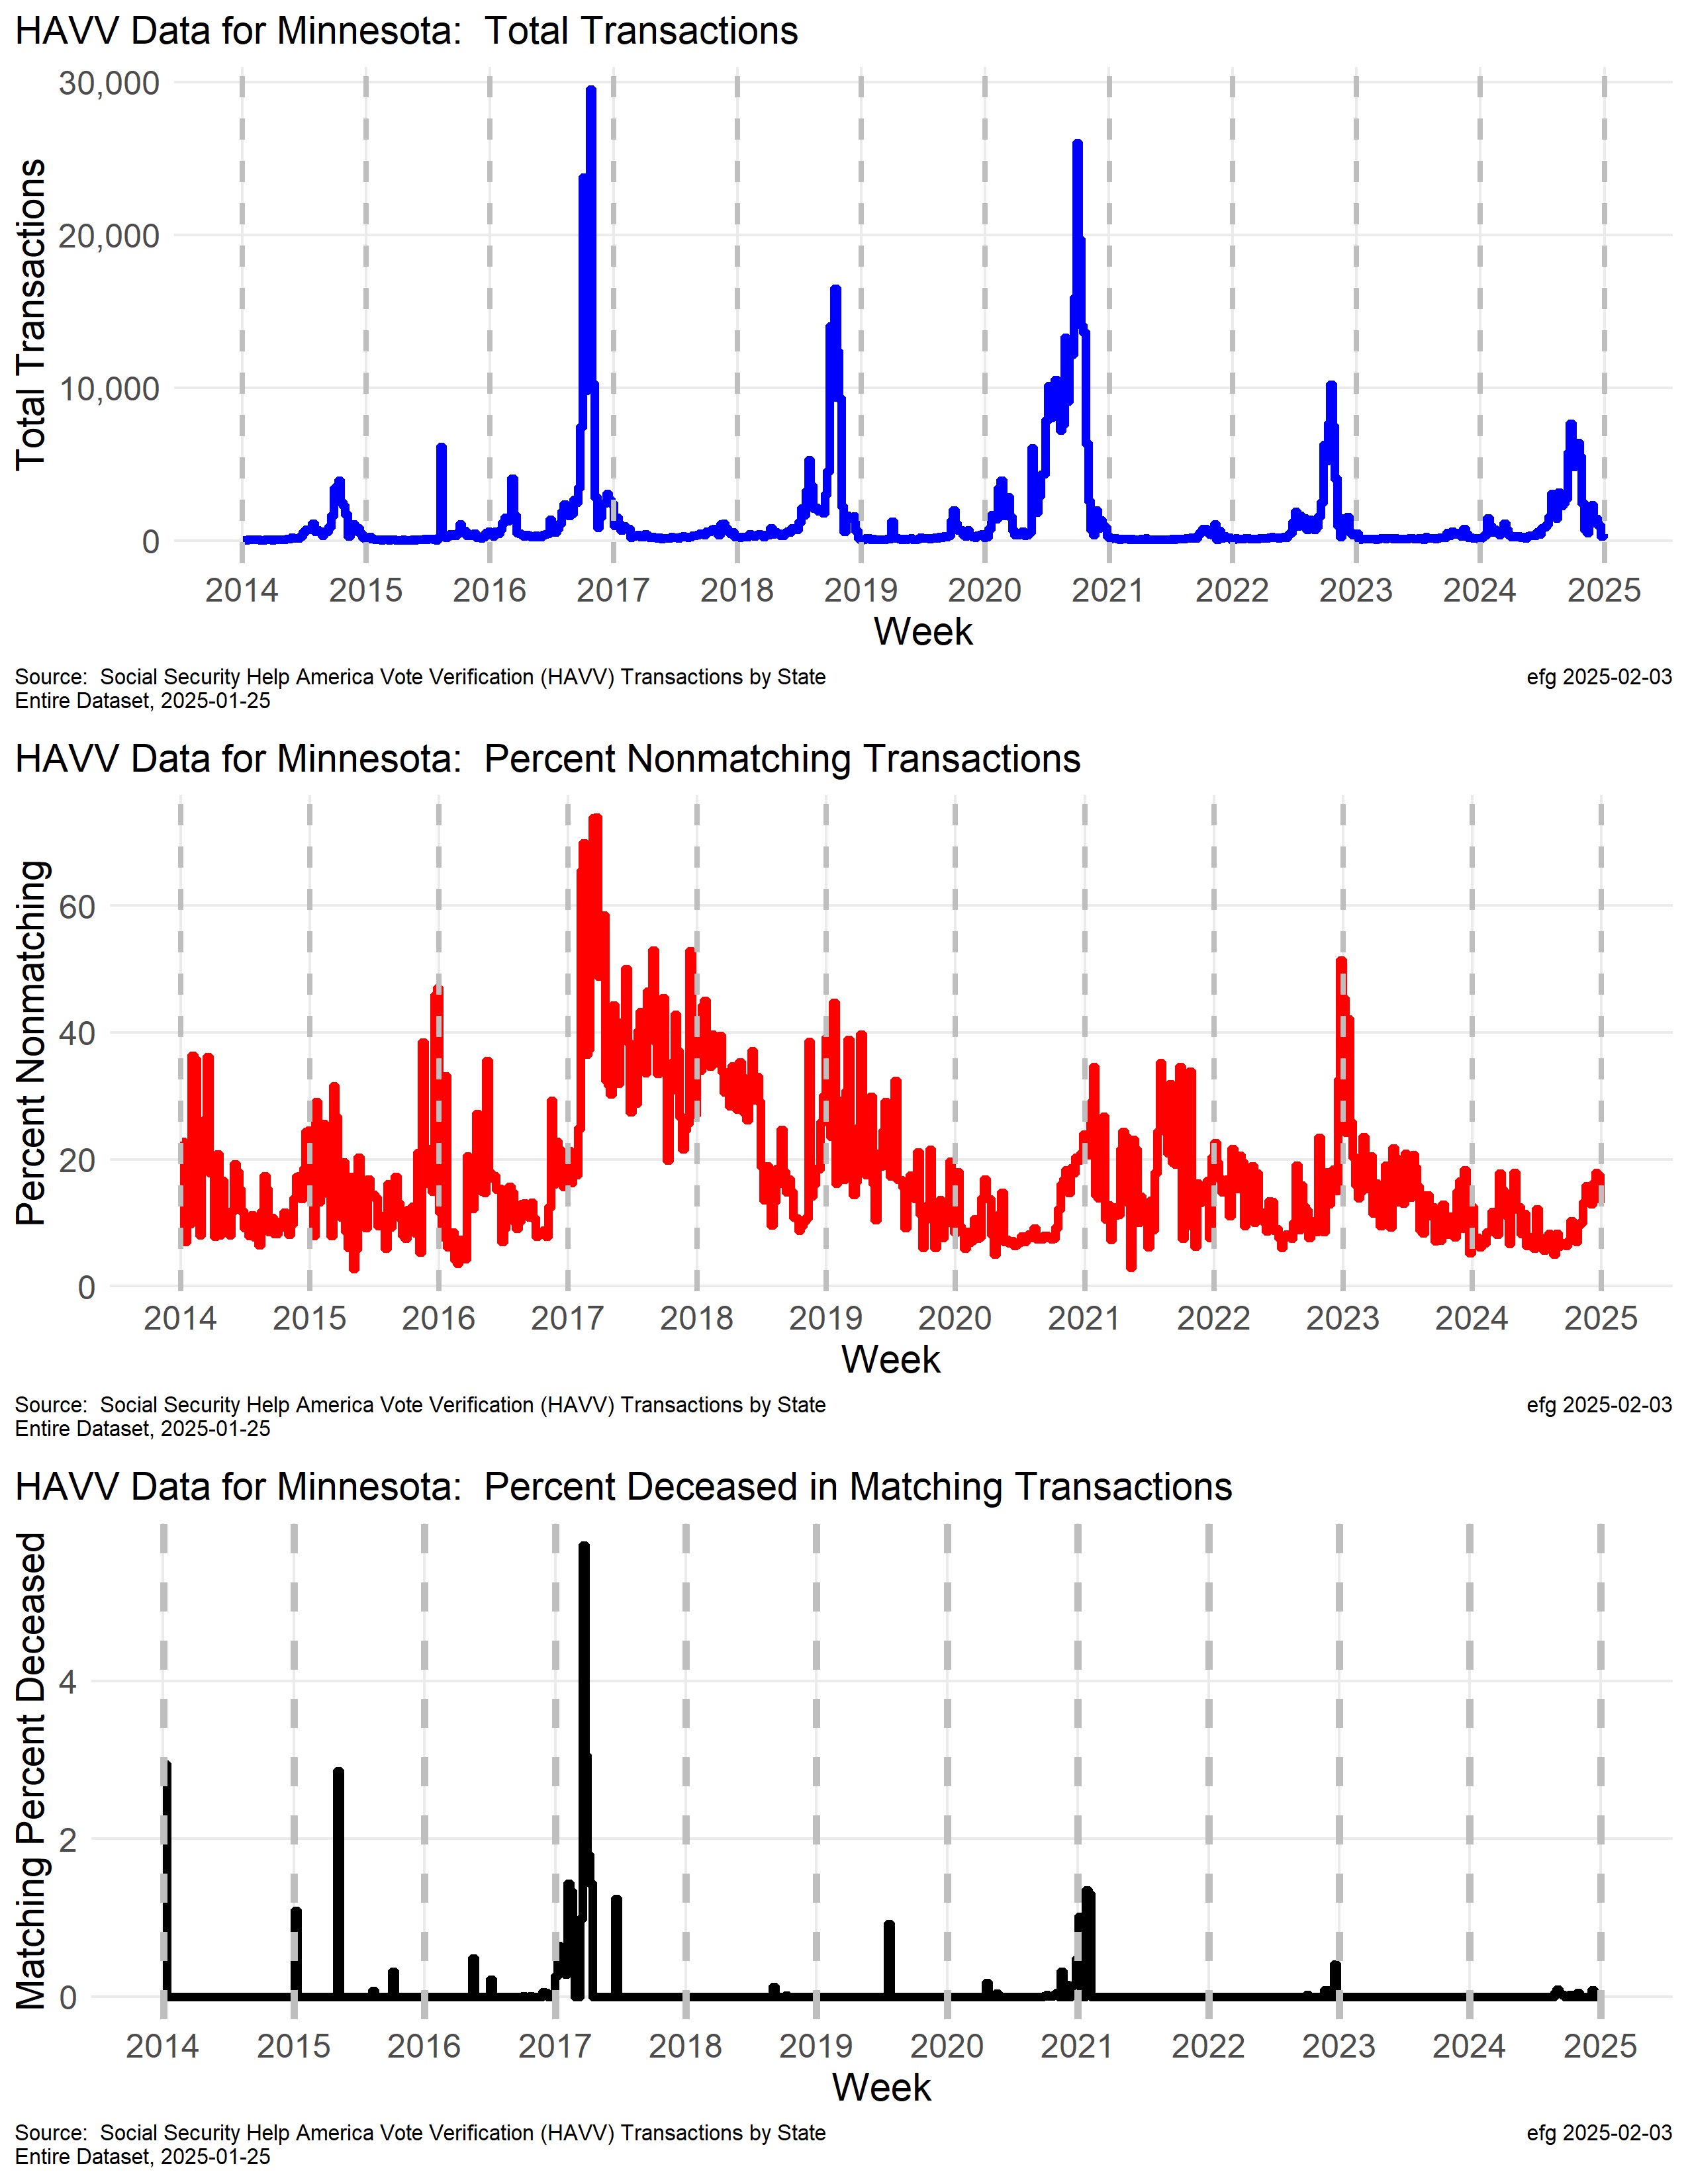 HAVV Data for Minnesota:  Total Transactions
Total Transactions
30,000
20,000
10,000
0
2014 2015 2016 2017 2018 2019 2020 2021 2022 2023 2024 2025
Week
Source:  Social Security Help America Vote Verification (HAVV) Transactions by State
Entire Dataset, 2025-01-25
efg 2025-02-03
HAVV Data for Minnesota:  Percent Nonmatching Transactions
Percent Nonmatching
60
40
20
0
2014 2015 2016 2017 2018 2019 2020 2021 2022 2023 2024 2025
Week
Source:  Social Security Help America Vote Verification (HAVV) Transactions by State
Entire Dataset, 2025-01-25
efg 2025-02-03
HAVV Data for Minnesota:  Percent Deceased in Matching Transactions
Matching Percent Deceased
4
2
0
2014 2015 2016 2017 2018 2019 2020 2021 2022 2023 2024 2025
Week
Source:  Social Security Help America Vote Verification (HAVV) Transactions by State
Entire Dataset, 2025-01-25
efg 2025-02-03